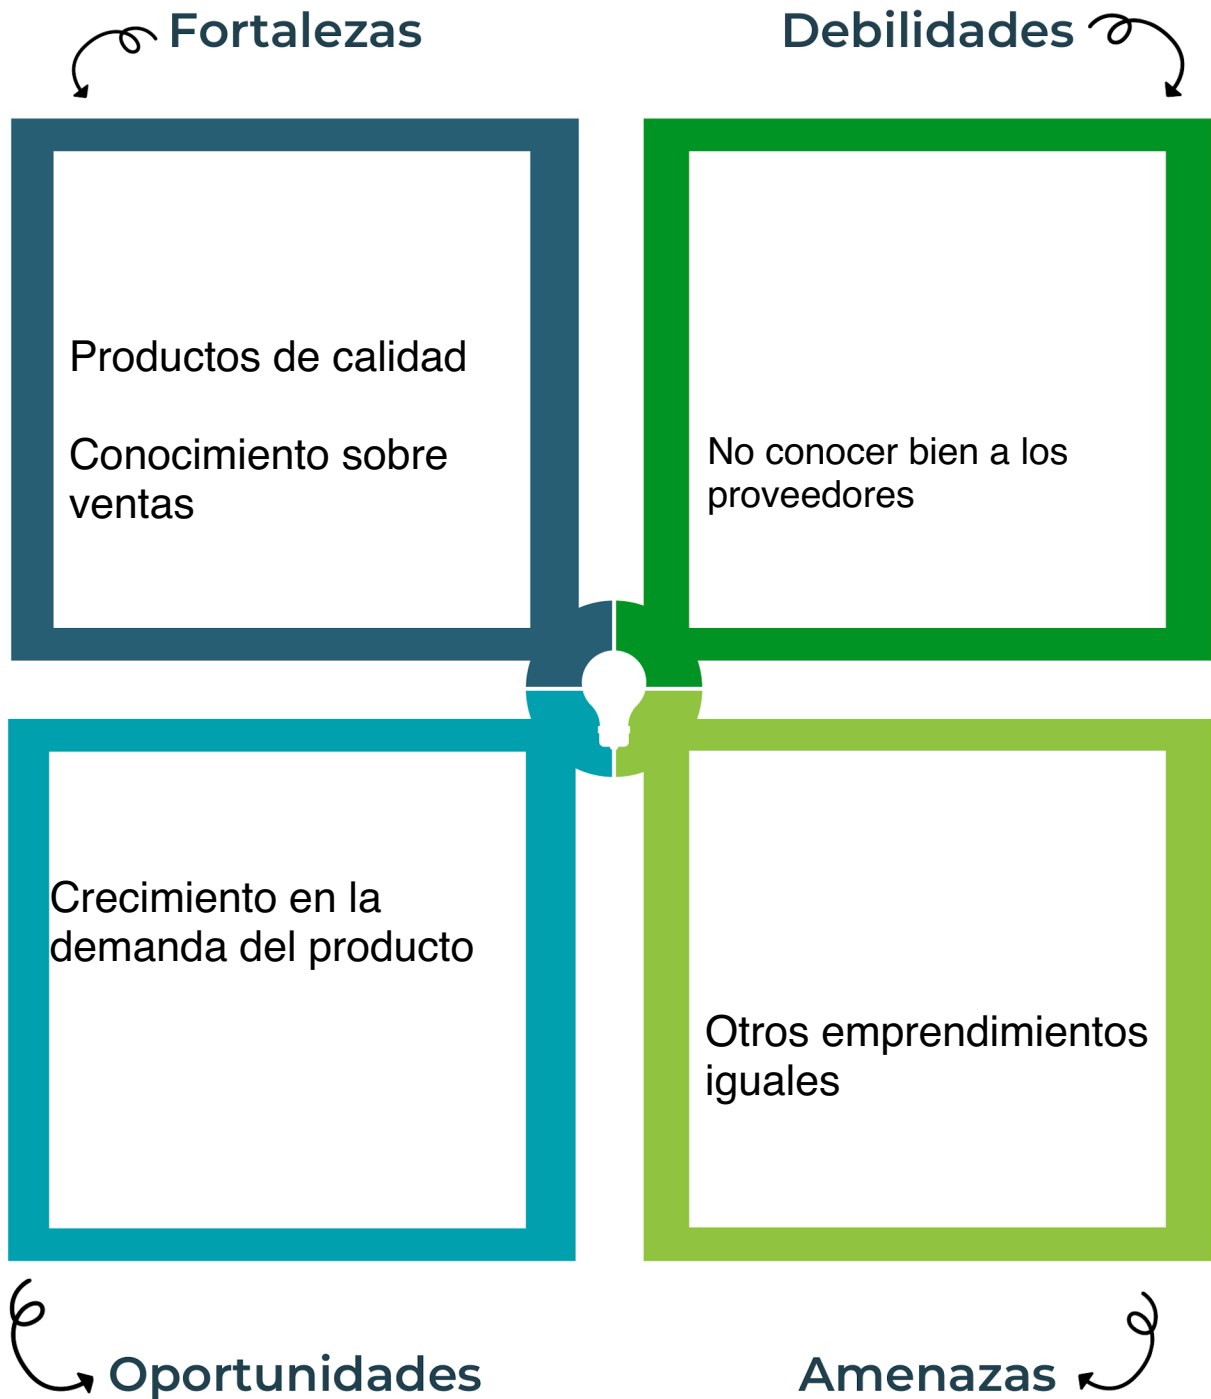 Fortalezas
Debilidades
Productos de calidad
Conocimiento sobre
ventas
No conocer bien a los
proveedores
Crecimiento en la
demanda del producto
Otros emprendimientos
iguales
Oportunidades
Amenazas